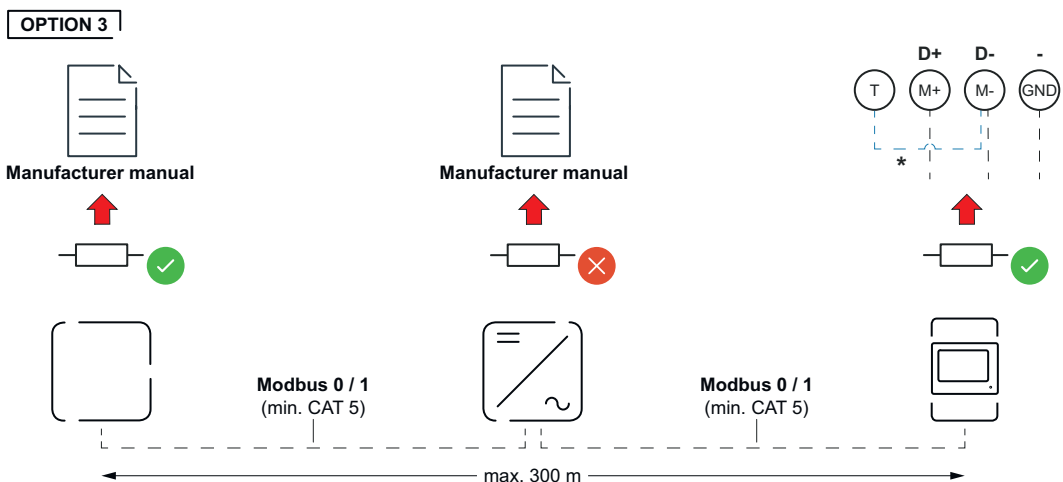 OPTION 3
D+ D- -
T M+ M- GND
*
Manufacturer manual
Manufacturer manual
Modbus 0 / 1
(min. CAT 5)
Modbus 0 / 1
(min. CAT 5)
max. 300 m